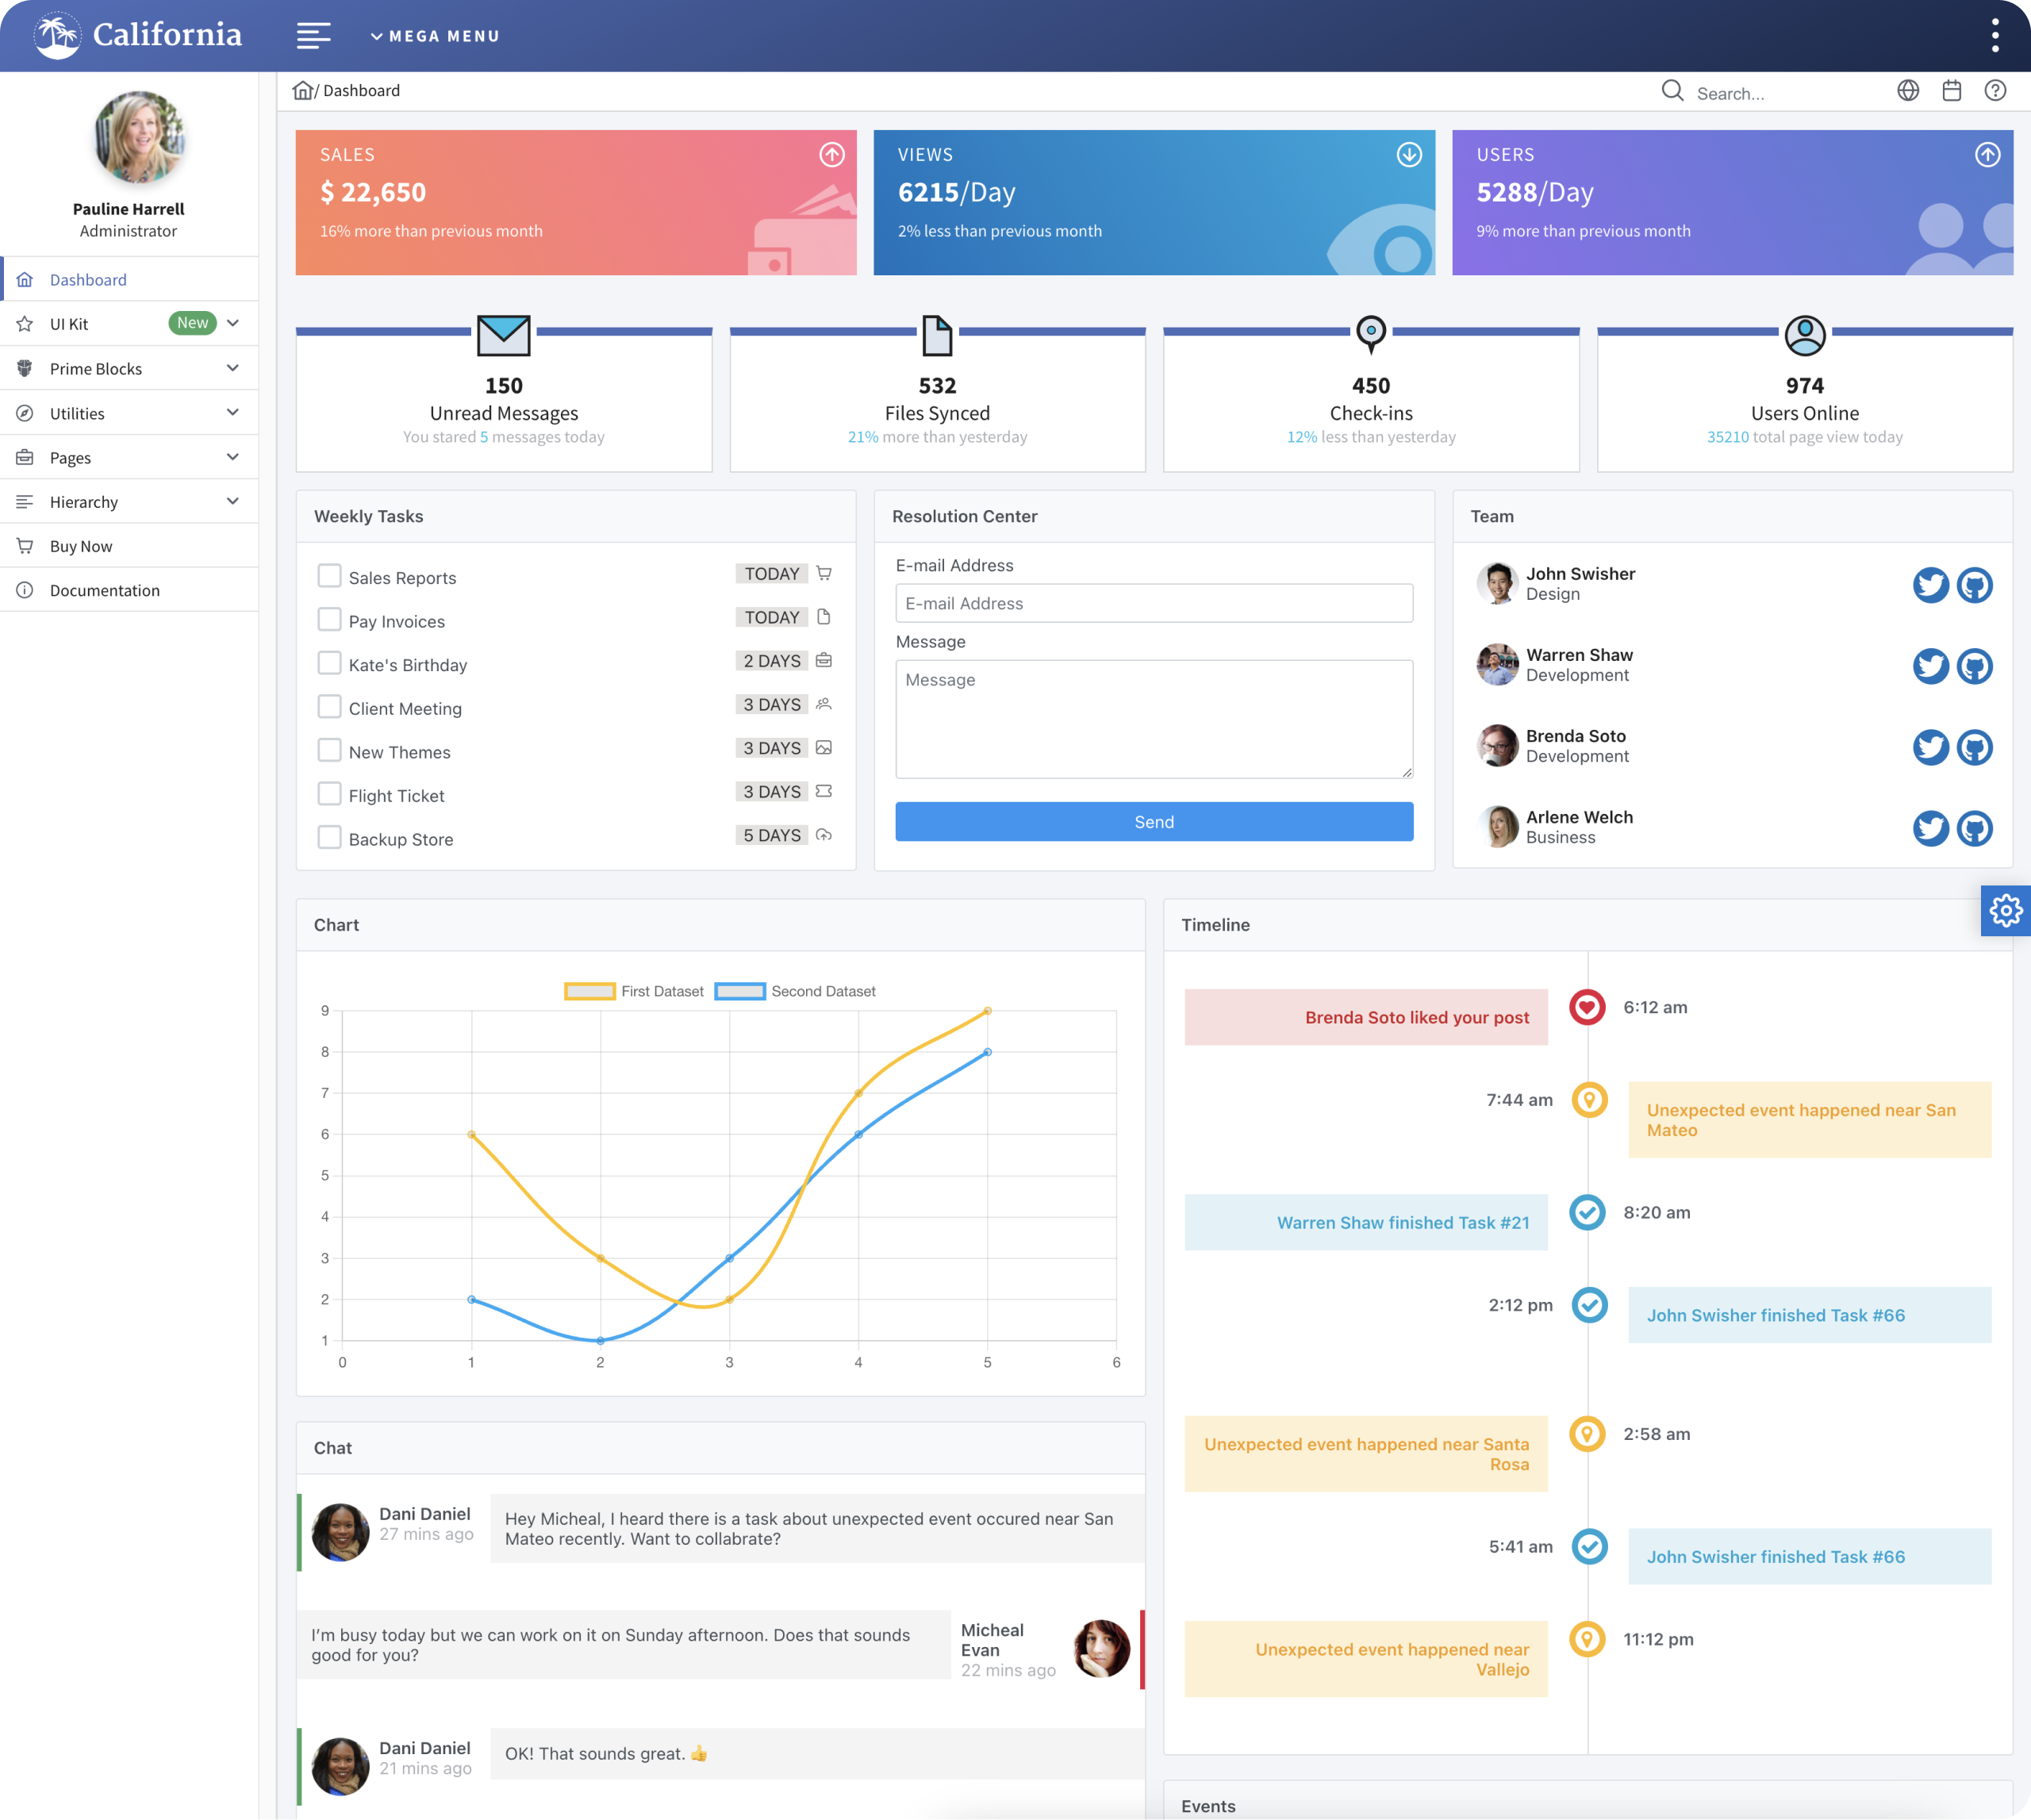 California
MEGA MENU
/ Dashboard
Search...
Pauline Harrell
Administrator
Dashboard
UI Kit
New
Prime Blocks
Utilities
Pages
Hierarchy
Buy Now
Documentation
SALES
$ 22,650
16% more than previous month
VIEWS
6215/Day
2% less than previous month
USERS
5288/Day
9% more than previous month
150
Unread Messages
You stared 5 messages today
532
Files Synced
21% more than yesterday
450
Check-ins
12% less than yesterday
974
Users Online
35210 total page view today
Weekly Tasks
Sales Reports TODAY
Pay Invoices TODAY
Kate's Birthday 2 DAYS
Client Meeting 3 DAYS
New Themes 3 DAYS
Flight Ticket 3 DAYS
Backup Store 5 DAYS
Resolution Center
E-mail Address
E-mail Address
Message
Message
Send
Team
John Swisher
Design
Warren Shaw
Development
Brenda Soto
Development
Arlene Welch
Business
Chart
First Dataset Second Dataset
9
8
7
6
5
4
3
2
1
0 1 2 3 4 5 6
Timeline
Brenda Soto liked your post
6:12 am
7:44 am
Unexpected event happened near San
Mateo
Warren Shaw finished Task #21
8:20 am
2:12 pm
John Swisher finished Task #66
Unexpected event happened near Santa
Rosa
2:58 am
5:41 am
John Swisher finished Task #66
Unexpected event happened near
Vallejo
11:12 pm
Chat
Dani Daniel
27 mins ago
Hey Micheal, I heard there is a task about unexpected event occured near San
Mateo recently. Want to collabrate?
I’m busy today but we can work on it on Sunday afternoon. Does that sounds
good for you?
Micheal
Evan
22 mins ago
Dani Daniel
21 mins ago
OK! That sounds great. 👍
Events